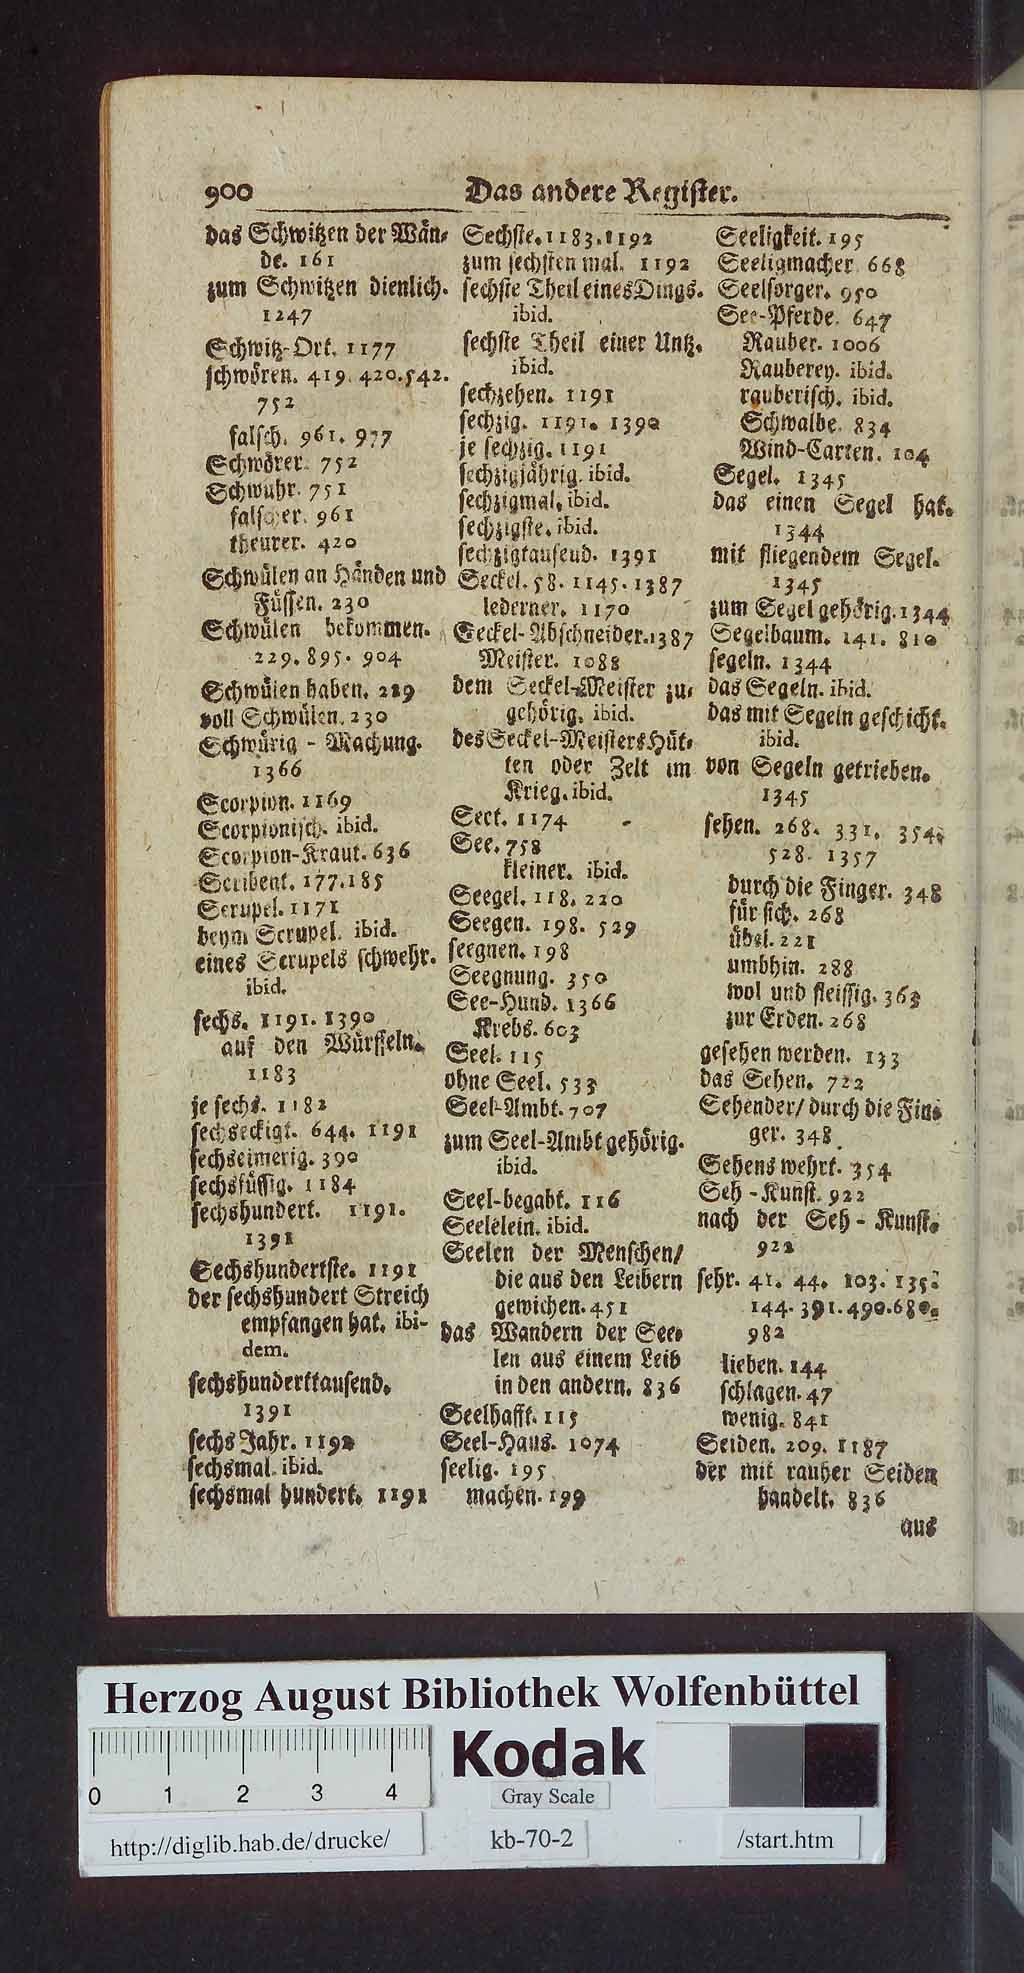 900 Das andere Register.
das Schwitzen der Wän-
de. 161
zum Schwitzen dienlich.
1247
Schwitz-Ort. 1177
schwören. 419. 420. 542.
752
falsch. 961. 977
Schwörer. 752
Schwuhr. 751
falscher. 961
theurer. 420
Schwülen an Händen und
Füssen. 230
Schwülen bekommen.
229. 895. 904
Schwülen haben. 229
voll Schwülen. 230
Schwürig-Machung.
1366
Scorpion. 1169
Scorpionisch. ibid.
Scorpion-Kraut. 636
Scribent. 177. 185
Scrupel. 1171
beym Scrupel. ibid.
eines Scrupels schwehr.
ibid.
sechs. 1191. 1390
auf den Würffeln.
1183
je sechs. 1182
sechseckigt. 644. 1191
sechseimerig. 390
sechsfüssig. 1184
sechshundert. 1191.
1391
Sechshundertste. 1191
der sechshundert Streich
empfangen hat. ibi-
dem.
sechshunderttausend.
1391
sechs Jahr. 1192
sechsmal. ibid.
sechsmal hundert. 1191
Sechste. 1183. 1192
zum sechsten mal. 1192
sechste Theil eines Dings.
ibid.
sechste Theil einer Untz.
ibid.
sechzehen. 1191
sechzig. 1191. 1390
je sechzig. 1191
sechzigjährig. ibid.
sechzigmal. ibid.
sechzigste. ibid.
sechzigtausend. 1391
Seckel. 58. 1145. 1387
lederner. 1170
Seckel-Abschneider. 1387
Meister. 1088
dem Seckel-Meister zu-
gehörig. ibid.
des Seckel-Meisters Hüt-
ten oder Zelt im
Krieg. ibid.
Sect. 1174
See. 758
kleiner. ibid.
Seegel. 118. 220
Seegen. 198. 529
seegnen. 198
Seegnung. 350
See-Hund. 1366
Krebs. 603
Seel. 115
ohne Seel. 533
Seel-Ambt. 707
zum Seel-Ambt gehörig.
ibid.
Seel-begabt. 116
Seelelein. ibid.
Seelen der Menschen/
die aus den Leibern
gewichen. 451
das Wandern der See-
len aus einem Leib
in den andern. 836
Seelhafft. 115
Seel-Haus. 1074
seelig. 195
machen. 199
Seeligkeit. 195
Seeligmacher. 668
Seelsorger. 950
See-Pferde. 647
Rauber. 1006
Rauberey. ibid.
rauberisch. ibid.
Schwalbe. 834
Wind-Carten. 104
Segel. 1345
das einen Segel hat.
1344
mit fliegendem Segel.
1345
zum Segel gehörig. 1344
Segelbaum. 141. 810
segeln. 1344
das Segeln. ibid.
das mit Segeln geschicht.
ibid.
von Segeln getrieben.
1345
sehen. 268. 331. 354.
528. 1357
durch die Finger. 348
für sich. 268
übel. 221
umbhin. 288
wol und fleissig. 363
zur Erden. 268
gesehen werden. 133
das Sehen. 722
Sehender/ durch die Fin-
ger. 348
Sehens wehrt. 354
Seh-Kunst. 922
nach der Seh-Kunst.
922
sehr. 41. 44. 103. 135.
144. 391. 490. 680.
982
lieben. 144
schlagen. 47
wenig. 841
Seiden. 209. 1187
der mit rauher Seiden
handelt. 836
aus
Herzog August Bibliothek Wolfenbüttel
0 1 2 3 4
Kodak
Gray Scale
http://diglib.hab.de/drucke/ kb-70-2 /start.htm